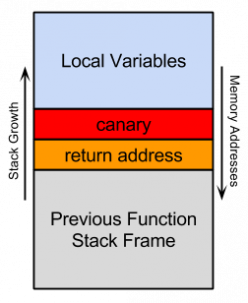 Local Variables
canary
return address
Previous Function
Stack Frame
Stack Growth
Memory Addresses